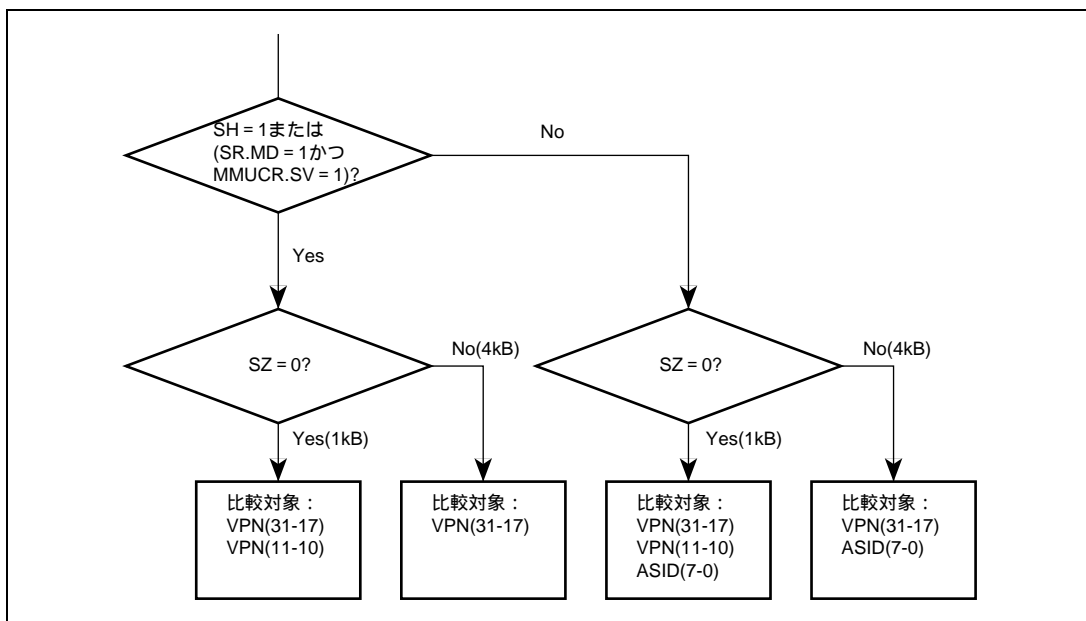 SH = 1または
(SR.MD = 1かつ
MMUCR.SV = 1)?
No
Yes
SZ = 0?
No(4kB)
SZ = 0?
No(4kB)
Yes(1kB)
Yes(1kB)
比較対象：
VPN(31-17)
VPN(11-10)
比較対象：
VPN(31-17)
比較対象：
VPN(31-17)
VPN(11-10)
ASID(7-0)
比較対象：
VPN(31-17)
ASID(7-0)